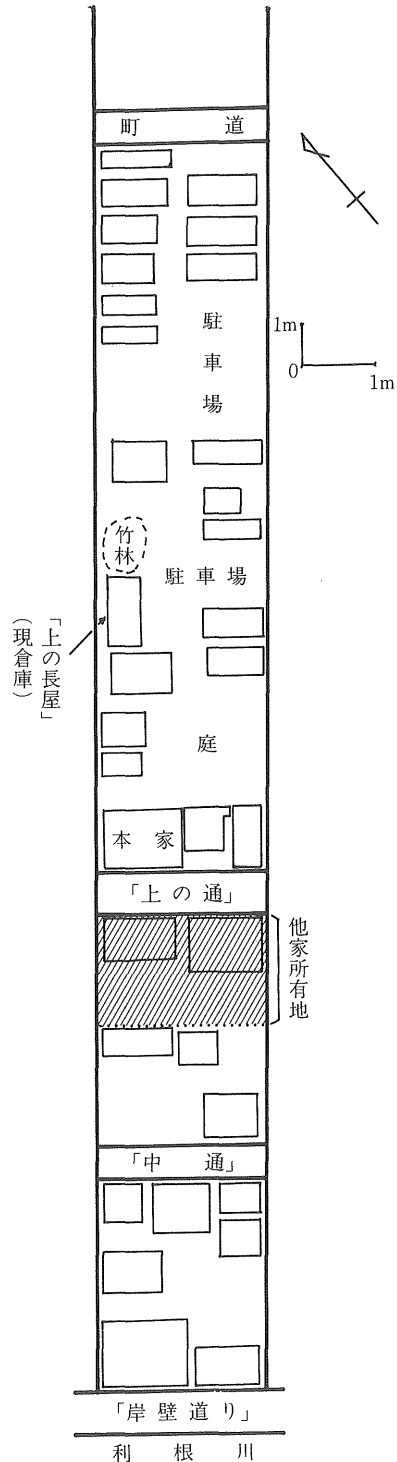 町　道
駐車場
1m
0
1m
竹林
駐車場
「上の長屋」
（現倉庫）
庭
本家
「上の通」
他家所有地
「中　通」
「岸壁道り」
利根川